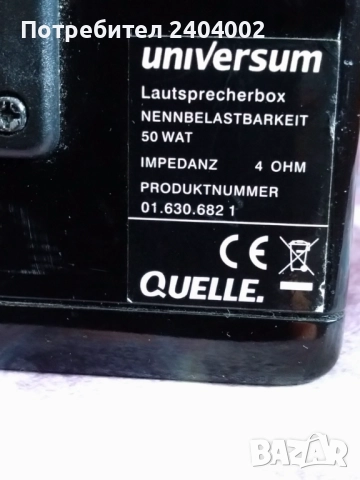 Потребител 2404002
universum
Lautsprecherbox
NENNBELASTBARKEIT
50 WAT
IMPEDANZ 4 OHM
PRODUKTNUMMER
01.630.682 1
CE
QUELLE.
BAZAR